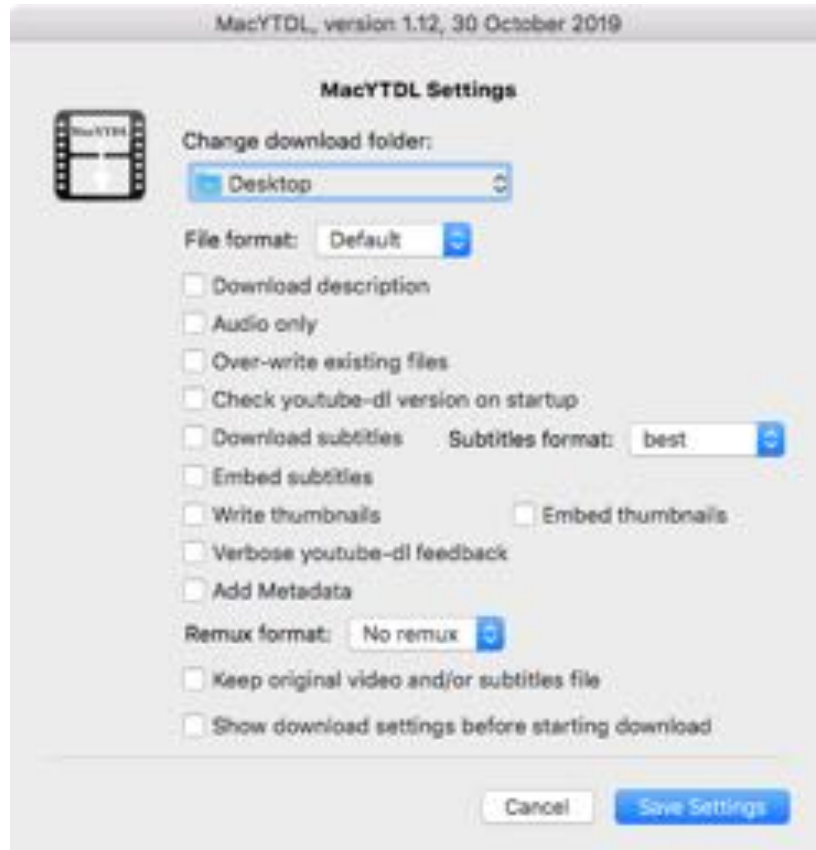 MacYTDL, version 1.12, 30 October 2019
MacYTDL Settings
MacYTDL
Change download folder:
Desktop
File format: Default
Download description
Audio only
Over-write existing files
Check youtube-dl version on startup
Download subtitles Subtitles format: best
Embed subtitles
Write thumbnails Embed thumbnails
Verbose youtube-dl feedback
Add Metadata
Remux format: No remux
Keep original video and/or subtitles file
Show download settings before starting download
Cancel Save Settings